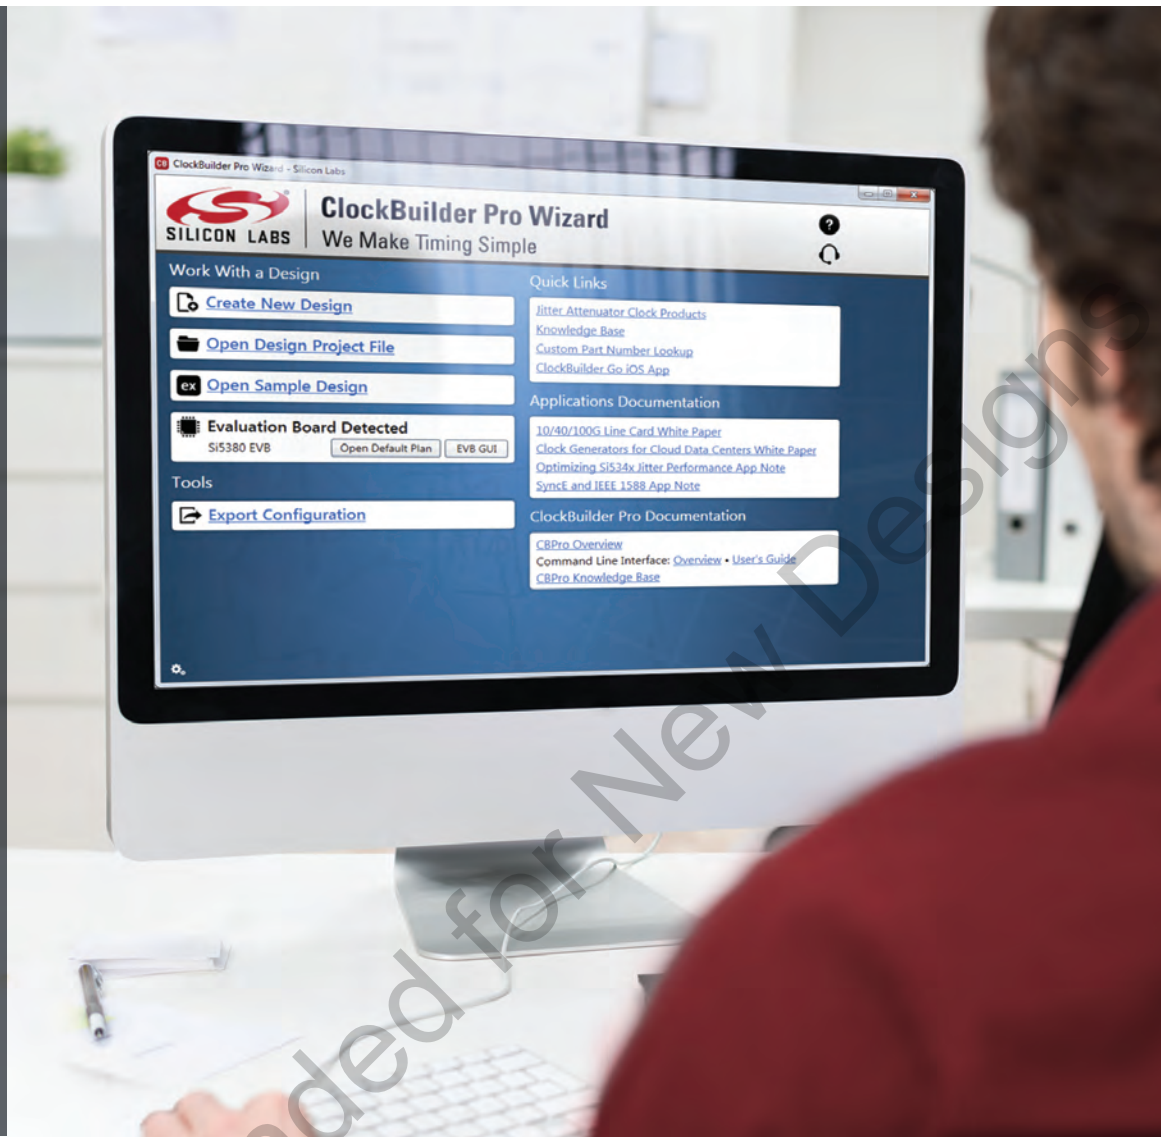 CB ClockBuilder Pro Wizard - Silicon Labs
SILICON LABS
ClockBuilder Pro Wizard
We Make Timing Simple
?
Work With a Design
Create New Design
Open Design Project File
ex Open Sample Design
Evaluation Board Detected
Si5380 EVB Open Default Plan EVB GUI
Tools
Export Configuration
Quick Links
Jitter Attenuator Clock Products
Knowledge Base
Custom Part Number Lookup
ClockBuilder Go iOS App
Applications Documentation
10/40/100G Line Card White Paper
Clock Generators for Cloud Data Centers White Paper
Optimizing Si534x Jitter Performance App Note
SyncE and IEEE 1588 App Note
ClockBuilder Pro Documentation
CBPro Overview
Command Line Interface: Overview • User's Guide
CBPro Knowledge Base
ded for New Designs